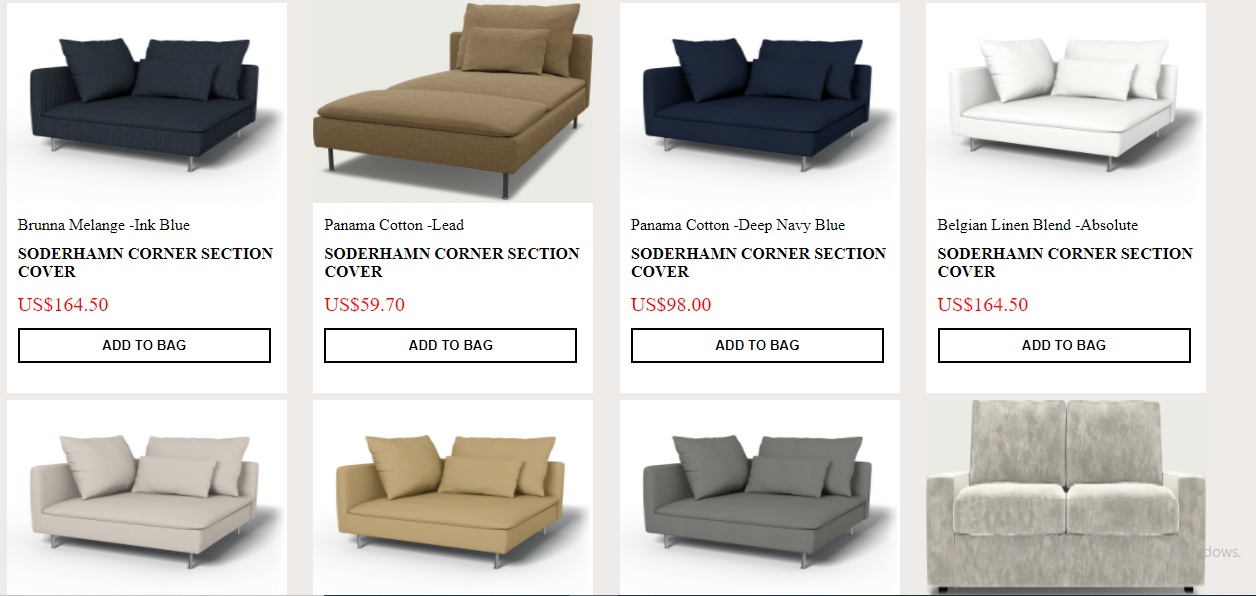 Brunna Melange -Ink Blue
SODERHAMN CORNER SECTION
COVER
US$164.50
ADD TO BAG
Panama Cotton -Lead
SODERHAMN CORNER SECTION
COVER
US$59.70
ADD TO BAG
Panama Cotton -Deep Navy Blue
SODERHAMN CORNER SECTION
COVER
US$98.00
ADD TO BAG
Belgian Linen Blend -Absolute
SODERHAMN CORNER SECTION
COVER
US$164.50
ADD TO BAG
dows.